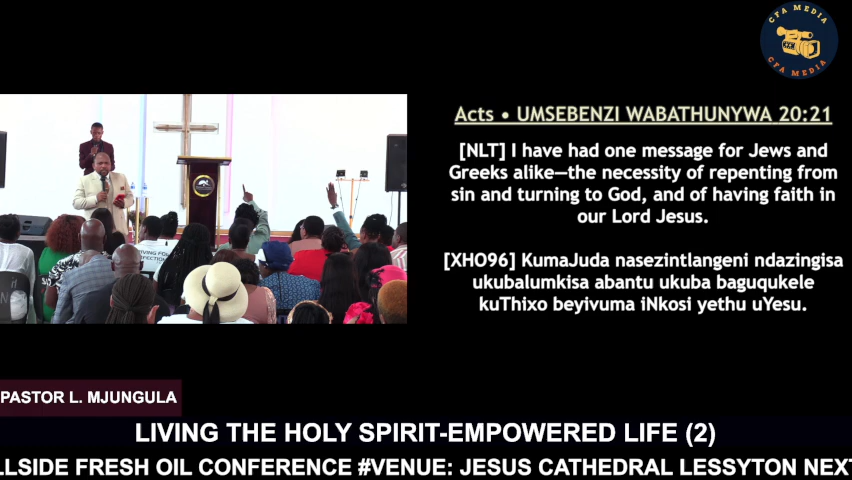 CFA MEDIA
CFA MEDIA
Acts • UMSEBENZI WABATHUNYWA 20:21
[NLT] I have had one message for Jews and
Greeks alike—the necessity of repenting from
sin and turning to God, and of having faith in
our Lord Jesus.
[XHO96] KumaJuda nasezintlangeni ndazingisa
ukubalumkisa abantu ukuba baguqukele
kuThixo beyivuma iNkosi yethu uYesu.
PASTOR L. MJUNGULA
LIVING THE HOLY SPIRIT-EMPOWERED LIFE (2)
LLSIDE FRESH OIL CONFERENCE #VENUE: JESUS CATHEDRAL LESSYTON NEXT